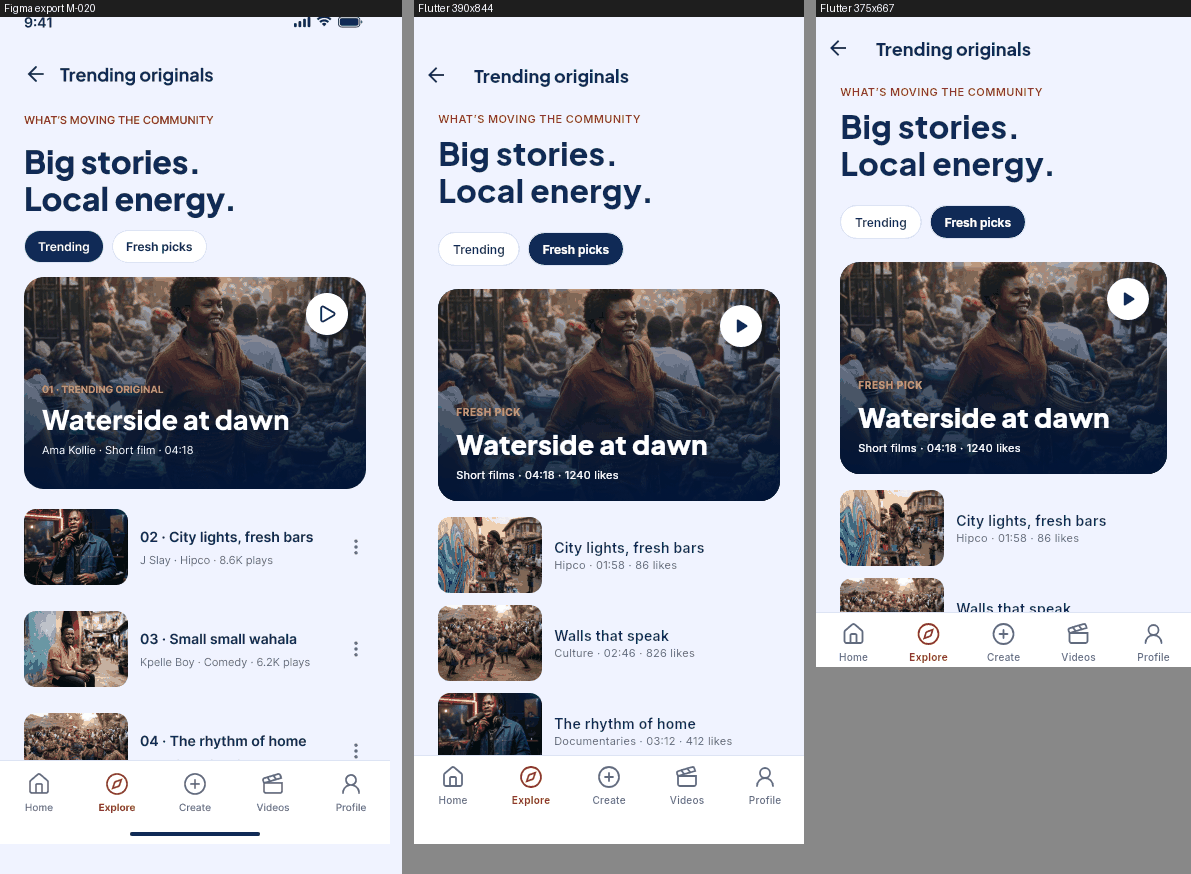 Figma export M-020
9:41
Trending originals
WHAT'S MOVING THE COMMUNITY
Big stories.
Local energy.
Trending
Fresh picks
01 · TRENDING ORIGINAL
Waterside at dawn
Ama Kollie · Short film · 04:18
02 · City lights, fresh bars
J Slay · Hipco · 8.6K plays
03 · Small small wahala
Kpelle Boy · Comedy · 6.2K plays
04 · The rhythm of home
Home
Explore
Create
Videos
Profile
Flutter 390x844
Trending originals
WHAT'S MOVING THE COMMUNITY
Big stories.
Local energy.
Trending
Fresh picks
FRESH PICK
Waterside at dawn
Short films · 04:18 · 1240 likes
City lights, fresh bars
Hipco · 01:58 · 86 likes
Walls that speak
Culture · 02:46 · 826 likes
The rhythm of home
Documentaries · 03:12 · 412 likes
Home
Explore
Create
Videos
Profile
Flutter 375x667
Trending originals
WHAT'S MOVING THE COMMUNITY
Big stories.
Local energy.
Trending
Fresh picks
FRESH PICK
Waterside at dawn
Short films · 04:18 · 1240 likes
City lights, fresh bars
Hipco · 01:58 · 86 likes
Walls that speak
Home
Explore
Create
Videos
Profile